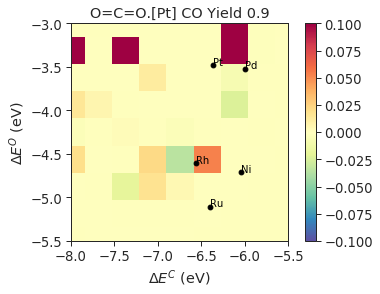 O=C=O.[Pt] CO Yield 0.9
−3.0
−3.5
−4.0
−4.5
−5.0
−5.5
ΔE^O (eV)
Pt
Pd
Rh
Ni
Ru
−8.0 −7.5 −7.0 −6.5 −6.0 −5.5
ΔE^C (eV)
0.100
0.075
0.050
0.025
0.000
−0.025
−0.050
−0.075
−0.100